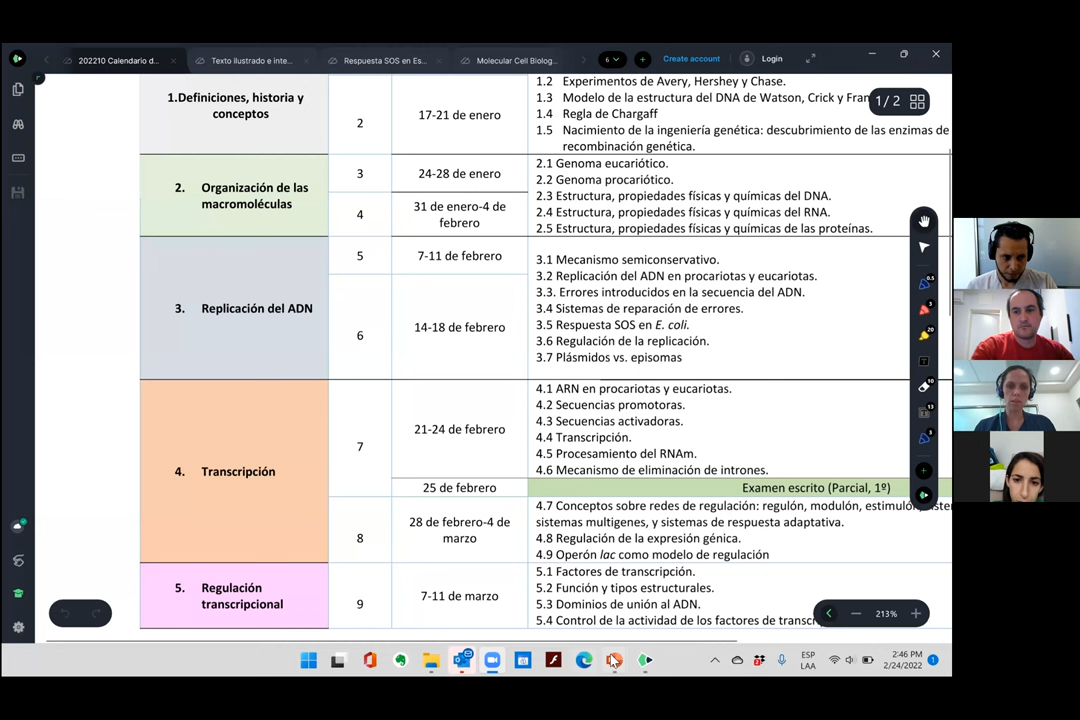 202210 Calendario d...
Texto ilustrado e inte...
Respuesta SOS en Es...
Molecular Cell Biolog...
6
Create account
Login
1.Definiciones, historia y
conceptos
2
17-21 de enero
1.2 Experimentos de Avery, Hershey y Chase.
1.3 Modelo de la estructura del DNA de Watson, Crick y Fran
1.4 Regla de Chargaff
1.5 Nacimiento de la ingeniería genética: descubrimiento de las enzimas de
recombinación genética.
1/2
2. Organización de las
macromoléculas
3
24-28 de enero
4
31 de enero-4 de
febrero
2.1 Genoma eucariótico.
2.2 Genoma procariótico.
2.3 Estructura, propiedades físicas y químicas del DNA.
2.4 Estructura, propiedades físicas y químicas del RNA.
2.5 Estructura, propiedades físicas y químicas de las proteínas.
3. Replicación del ADN
5
7-11 de febrero
6
14-18 de febrero
3.1 Mecanismo semiconservativo.
3.2 Replicación del ADN en procariotas y eucariotas.
3.3. Errores introducidos en la secuencia del ADN.
3.4 Sistemas de reparación de errores.
3.5 Respuesta SOS en E. coli.
3.6 Regulación de la replicación.
3.7 Plásmidos vs. episomas
4. Transcripción
7
21-24 de febrero
4.1 ARN en procariotas y eucariotas.
4.2 Secuencias promotoras.
4.3 Secuencias activadoras.
4.4 Transcripción.
4.5 Procesamiento del RNAm.
4.6 Mecanismo de eliminación de intrones.
25 de febrero
Examen escrito (Parcial, 1º)
8
28 de febrero-4 de
marzo
4.7 Conceptos sobre redes de regulación: regulón, modulón, estimulón,
sistemas multigenes, y sistemas de respuesta adaptativa.
4.8 Regulación de la expresión génica.
4.9 Operón lac como modelo de regulación
5. Regulación
transcripcional
9
7-11 de marzo
5.1 Factores de transcripción.
5.2 Función y tipos estructurales.
5.3 Dominios de unión al ADN.
5.4 Control de la actividad de los factores de transcr
0.5
3
20
10
13
3
213%
ESP
LAA
2:46 PM
2/24/2022
1